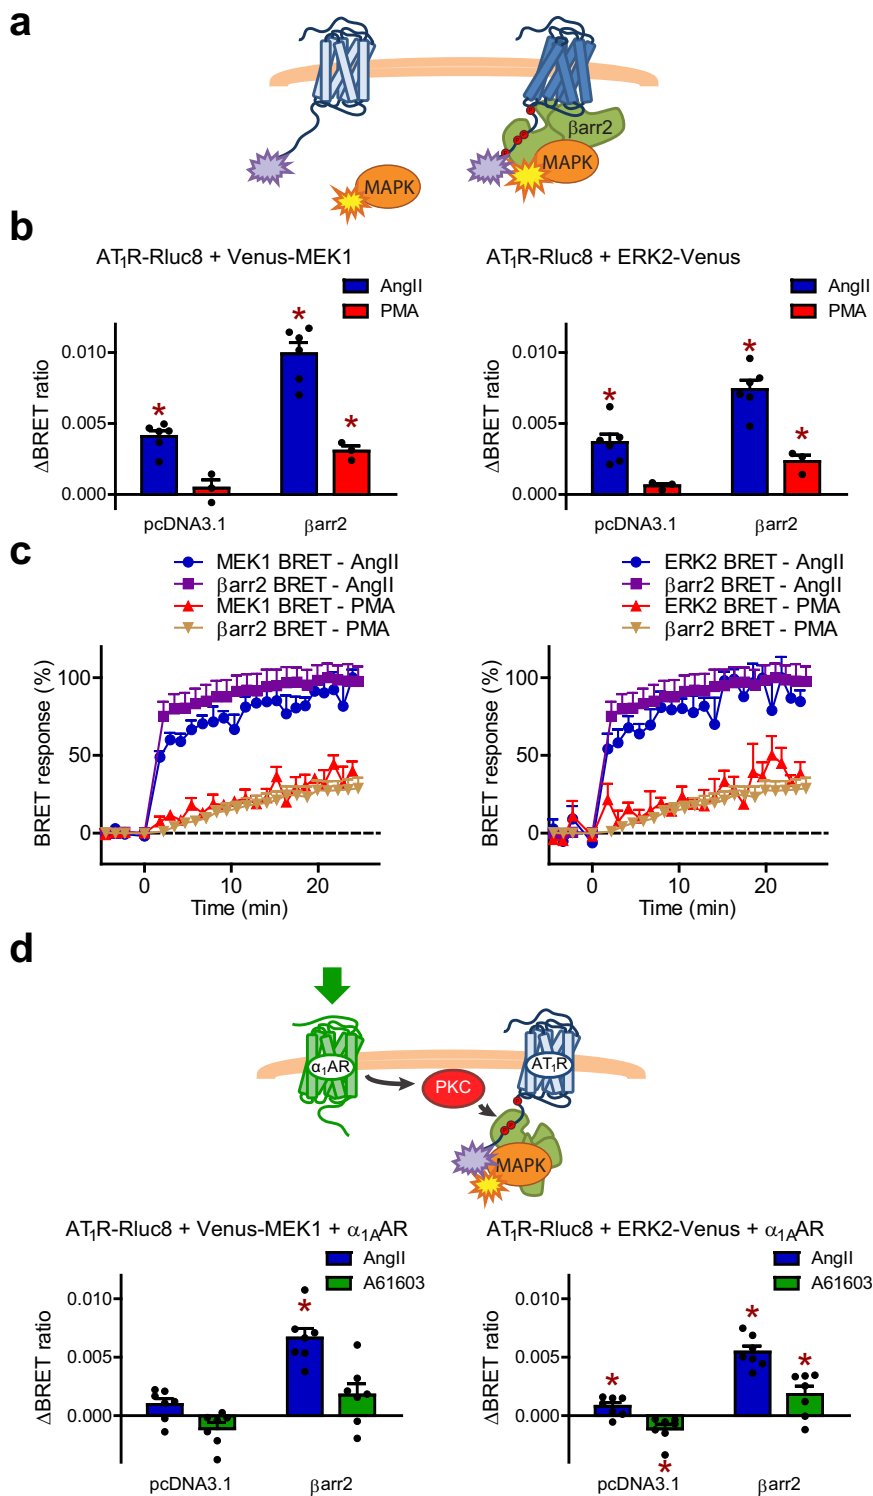 a
βarr2
MAPK
MAPK
b
AT₁R-Rluc8 + Venus-MEK1
AngII
PMA
ΔBRET ratio
0.010
0.005
0.000
pcDNA3.1
βarr2
AT₁R-Rluc8 + ERK2-Venus
AngII
PMA
ΔBRET ratio
0.010
0.005
0.000
pcDNA3.1
βarr2
c
MEK1 BRET - AngII
βarr2 BRET - AngII
MEK1 BRET - PMA
βarr2 BRET - PMA
BRET response (%)
100
50
0
0 10 20
Time (min)
ERK2 BRET - AngII
βarr2 BRET - AngII
ERK2 BRET - PMA
βarr2 BRET - PMA
BRET response (%)
100
50
0
0 10 20
Time (min)
d
α₁AR
PKC
AT₁R
MAPK
AT₁R-Rluc8 + Venus-MEK1 + α₁ₐAR
AngII
A61603
ΔBRET ratio
0.010
0.005
0.000
pcDNA3.1
βarr2
AT₁R-Rluc8 + ERK2-Venus + α₁ₐAR
AngII
A61603
ΔBRET ratio
0.010
0.005
0.000
pcDNA3.1
βarr2